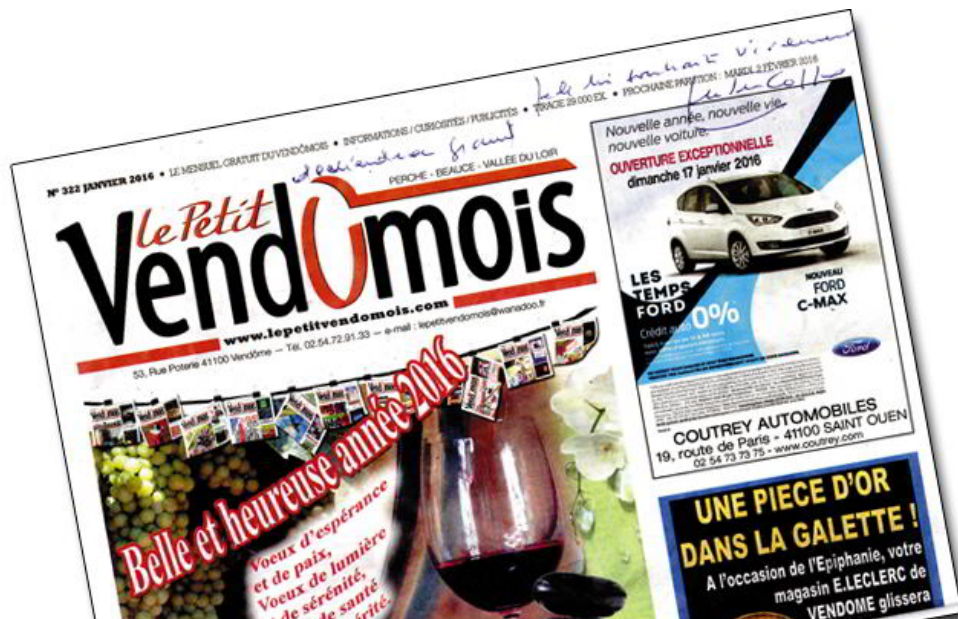 N° 322 JANVIER 2016 • LE MENSUEL GRATUIT DU VENDÔMOIS • INFORMATIONS / CURIOSITÉS / PUBLICITÉS • TIRAGE 29.000 EX. • PROCHAINE PARUTION : MARDI 2 FÉVRIER 2016
PERCHE - BEAUCE - VALLÉE DU LOIR
le Petit
Vendômois
www.lepetitvendomois.com
53, Rue Poterie 41100 Vendôme – Tél. 02.54.72.91.33 – e-mail : lepetitvendomois@wanadoo.fr
Belle et heureuse année 2016
Voeux d'espérance
et de paix,
Voeux de lumière
et de sérénité,
de santé
Nouvelle année, nouvelle vie,
nouvelle voiture.
OUVERTURE EXCEPTIONNELLE
dimanche 17 janvier 2016
LES
TEMPS
FORD
Crédit auto 0%
NOUVEAU
FORD
C-MAX
Ford
COUTREY AUTOMOBILES
19, route de Paris - 41100 SAINT OUEN
02 54 73 73 75 - www.coutrey.com
UNE PIECE D'OR
DANS LA GALETTE !
A l'occasion de l'Epiphanie, votre
magasin E.LECLERC de
VENDOME glissera